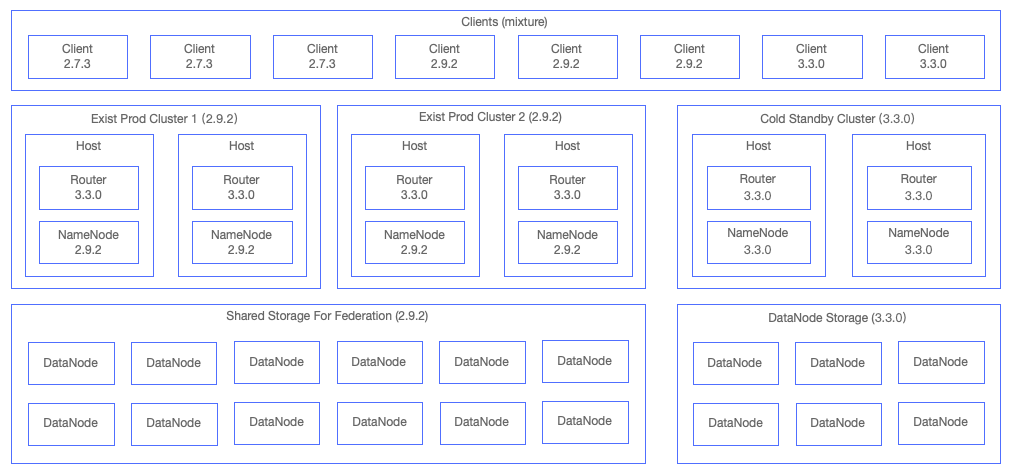 Clients (mixture)
Client
2.7.3
Client
2.7.3
Client
2.7.3
Client
2.9.2
Client
2.9.2
Client
2.9.2
Client
3.3.0
Client
3.3.0
Exist Prod Cluster 1 (2.9.2)
Host
Router
3.3.0
NameNode
2.9.2
Host
Router
3.3.0
NameNode
2.9.2
Exist Prod Cluster 2 (2.9.2)
Host
Router
3.3.0
NameNode
2.9.2
Host
Router
3.3.0
NameNode
2.9.2
Cold Standby Cluster (3.3.0)
Host
Router
3.3.0
NameNode
3.3.0
Host
Router
3.3.0
NameNode
3.3.0
Shared Storage For Federation (2.9.2)
DataNode
DataNode
DataNode
DataNode
DataNode
DataNode
DataNode
DataNode
DataNode
DataNode
DataNode
DataNode
DataNode Storage (3.3.0)
DataNode
DataNode
DataNode
DataNode
DataNode
DataNode